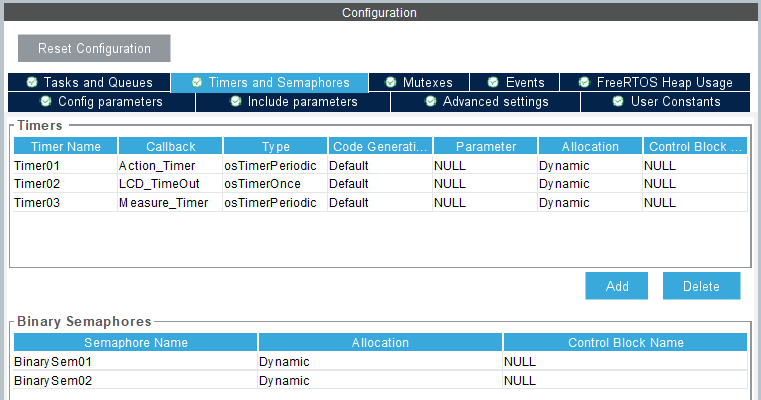 Configuration
Reset Configuration
Tasks and Queues Timers and Semaphores Mutexes Events FreeRTOS Heap Usage
Config parameters Include parameters Advanced settings User Constants
Timers
Timer Name Callback Type Code Generati... Parameter Allocation Control Block ...
Timer01 Action_Timer osTimerPeriodic Default NULL Dynamic NULL
Timer02 LCD_TimeOut osTimerOnce Default NULL Dynamic NULL
Timer03 Measure_Timer osTimerPeriodic Default NULL Dynamic NULL
Add Delete
Binary Semaphores
Semaphore Name Allocation Control Block Name
BinarySem01 Dynamic NULL
BinarySem02 Dynamic NULL